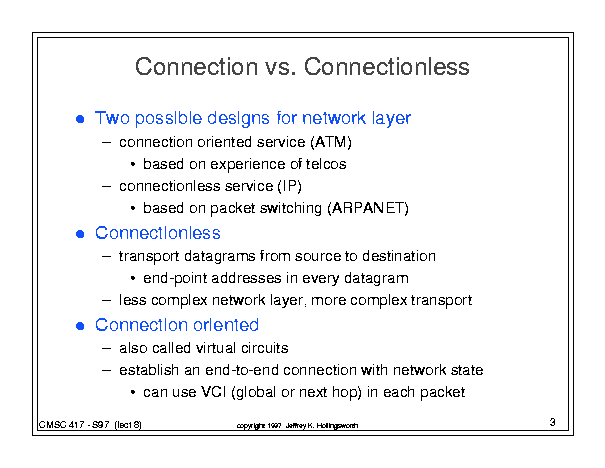 Connection vs. Connectionless
● Two possible designs for network layer
– connection oriented service (ATM)
• based on experience of telcos
– connectionless service (IP)
• based on packet switching (ARPANET)
● Connectionless
– transport datagrams from source to destination
• end-point addresses in every datagram
– less complex network layer, more complex transport
● Connection oriented
– also called virtual circuits
– establish an end-to-end connection with network state
• can use VCI (global or next hop) in each packet
CMSC 417 - S97 (lect 8)
copyright 1997 Jeffrey K. Hollingsworth
3